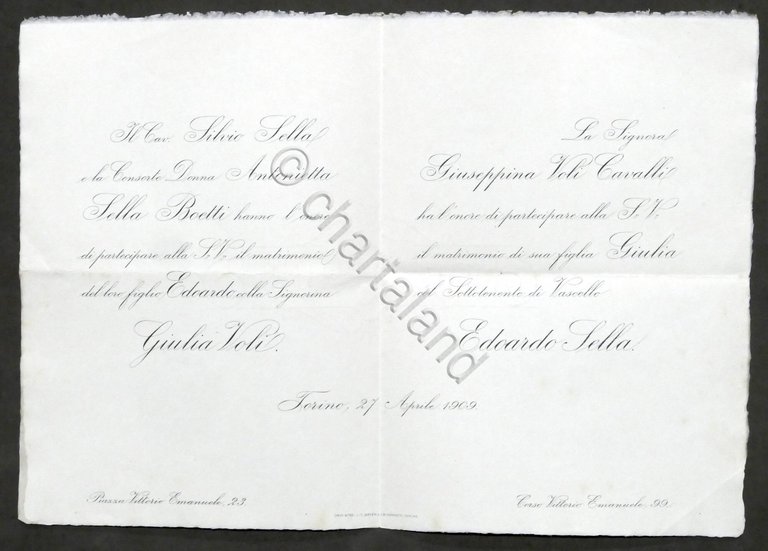 Il Cav. Silvio Sella
e la Consorte Donna Antonietta
Sella Boetti hanno l'onore
di partecipare alla S. V. il matrimonio
del loro figlio Edoardo colla Signorina
Giulia Voli.
La Signora
Giuseppina Voli Cavalli
ha l'onore di partecipare alla S. V.
il matrimonio di sua figlia Giulia
col Sottotenente di Vascello
Edoardo Sella.
Torino, 27 Aprile 1909.
Piazza Vittorio Emanuele, 23.
Corso Vittorio Emanuele, 99.
© chartaland